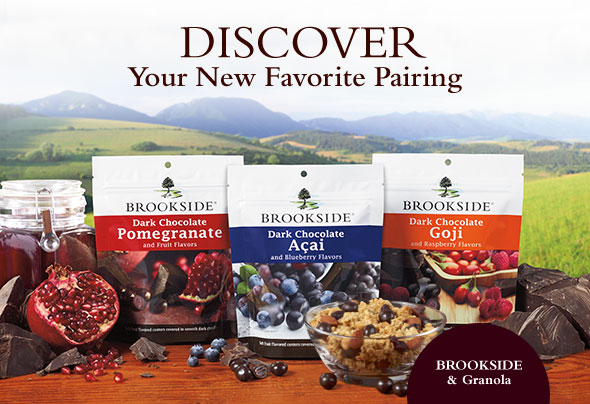 DISCOVER
Your New Favorite Pairing
BROOKSIDE®
Dark Chocolate
Pomegranate
and Fruit Flavors
BROOKSIDE®
Dark Chocolate
Açai
and Blueberry Flavors
BROOKSIDE®
Dark Chocolate
Goji
and Raspberry Flavors
BROOKSIDE
& Granola